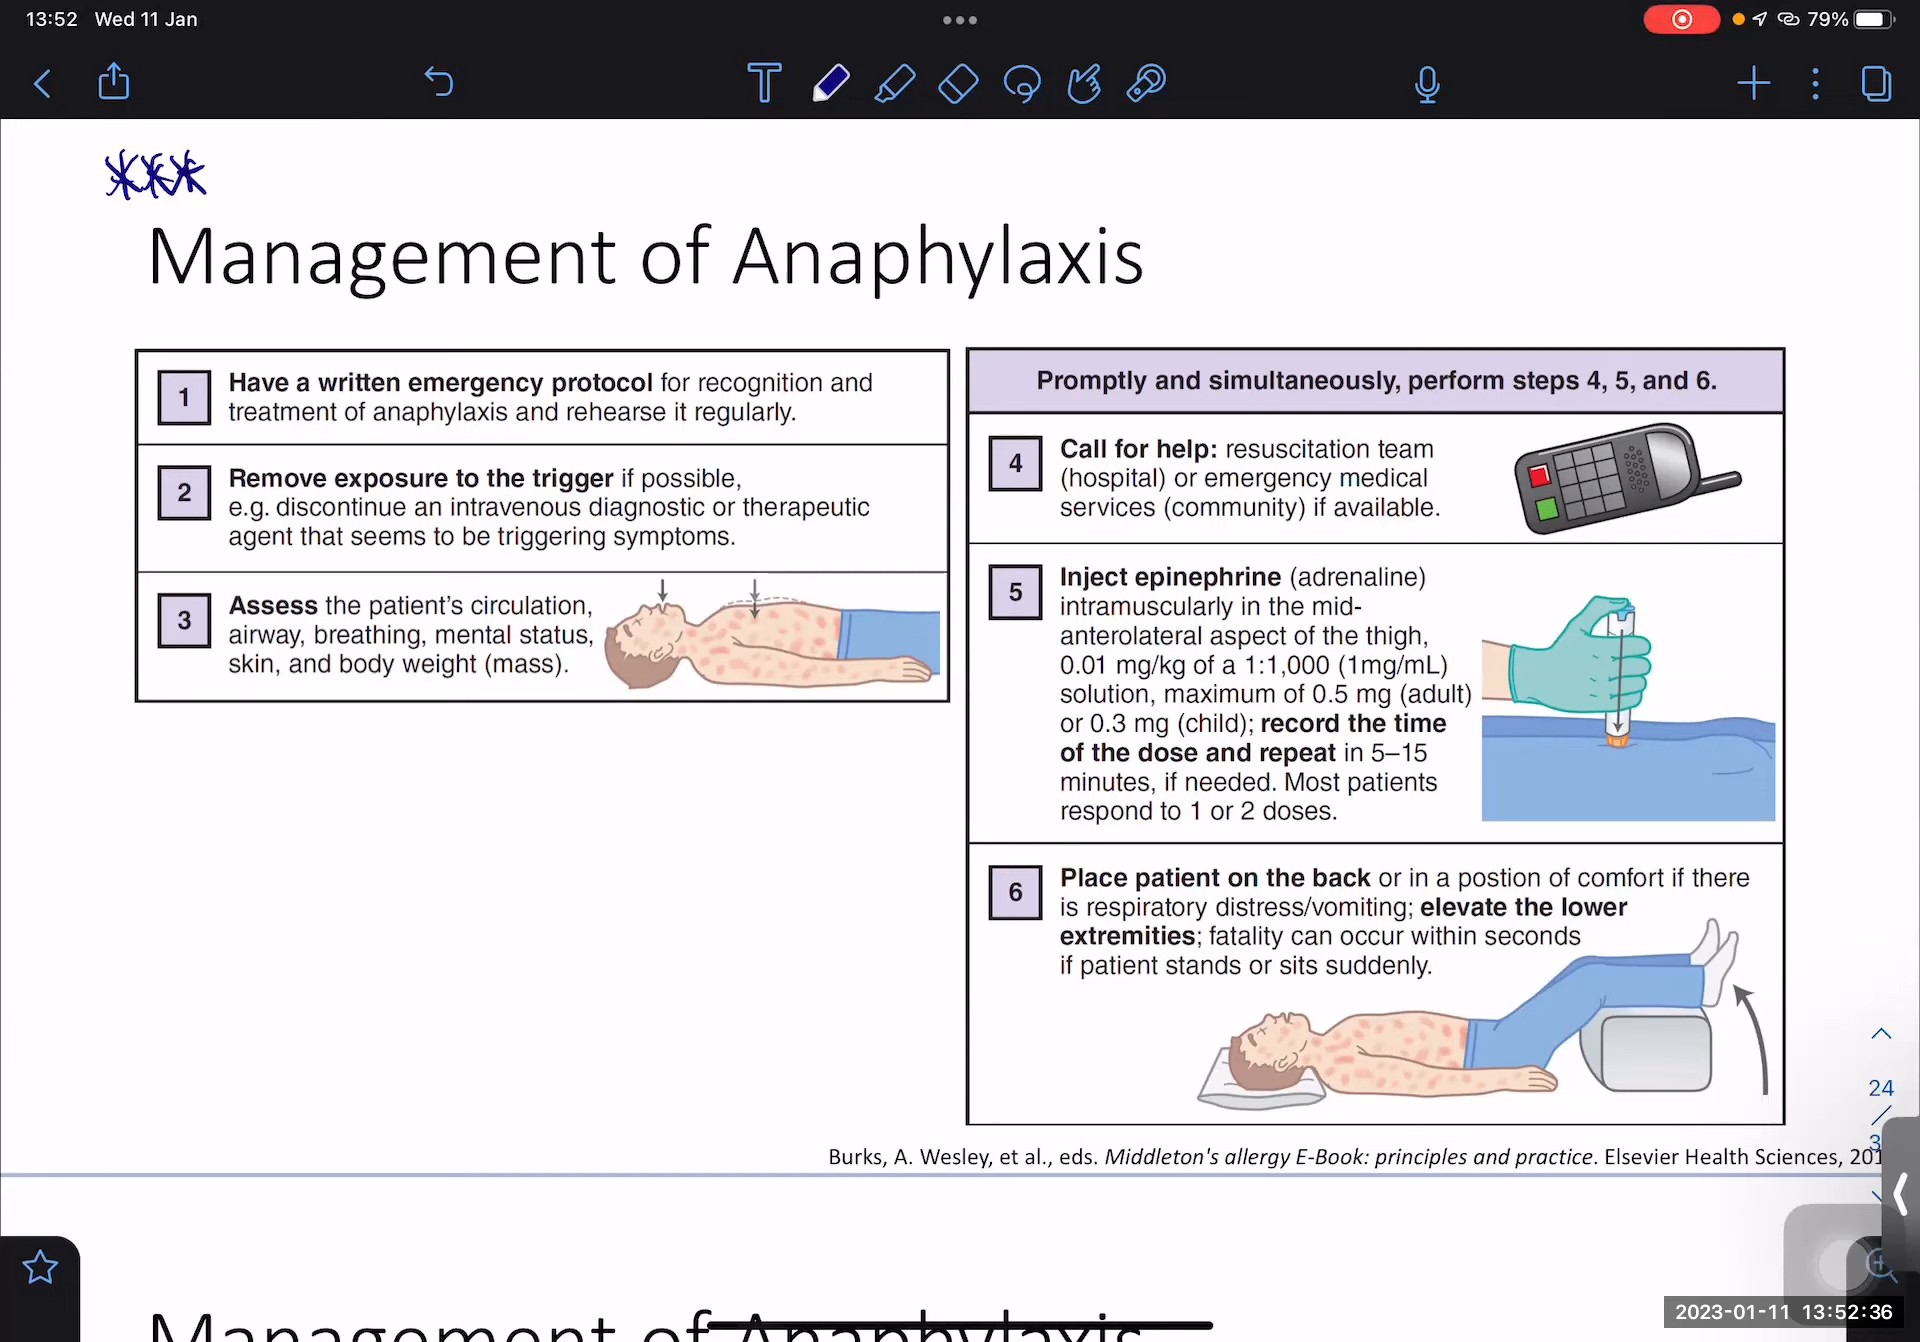 13:52 Wed 11 Jan
79%
***
Management of Anaphylaxis
1
Have a written emergency protocol for recognition and
treatment of anaphylaxis and rehearse it regularly.
2
Remove exposure to the trigger if possible,
e.g. discontinue an intravenous diagnostic or therapeutic
agent that seems to be triggering symptoms.
3
Assess the patient's circulation,
airway, breathing, mental status,
skin, and body weight (mass).
Promptly and simultaneously, perform steps 4, 5, and 6.
4
Call for help: resuscitation team
(hospital) or emergency medical
services (community) if available.
5
Inject epinephrine (adrenaline)
intramuscularly in the mid-
anterolateral aspect of the thigh,
0.01 mg/kg of a 1:1,000 (1mg/mL)
solution, maximum of 0.5 mg (adult)
or 0.3 mg (child); record the time
of the dose and repeat in 5–15
minutes, if needed. Most patients
respond to 1 or 2 doses.
6
Place patient on the back or in a postion of comfort if there
is respiratory distress/vomiting; elevate the lower
extremities; fatality can occur within seconds
if patient stands or sits suddenly.
24
/
Burks, A. Wesley, et al., eds. Middleton's allergy E-Book: principles and practice. Elsevier Health Sciences, 201
Management of Anaphylaxis
2023-01-11 13:52:36